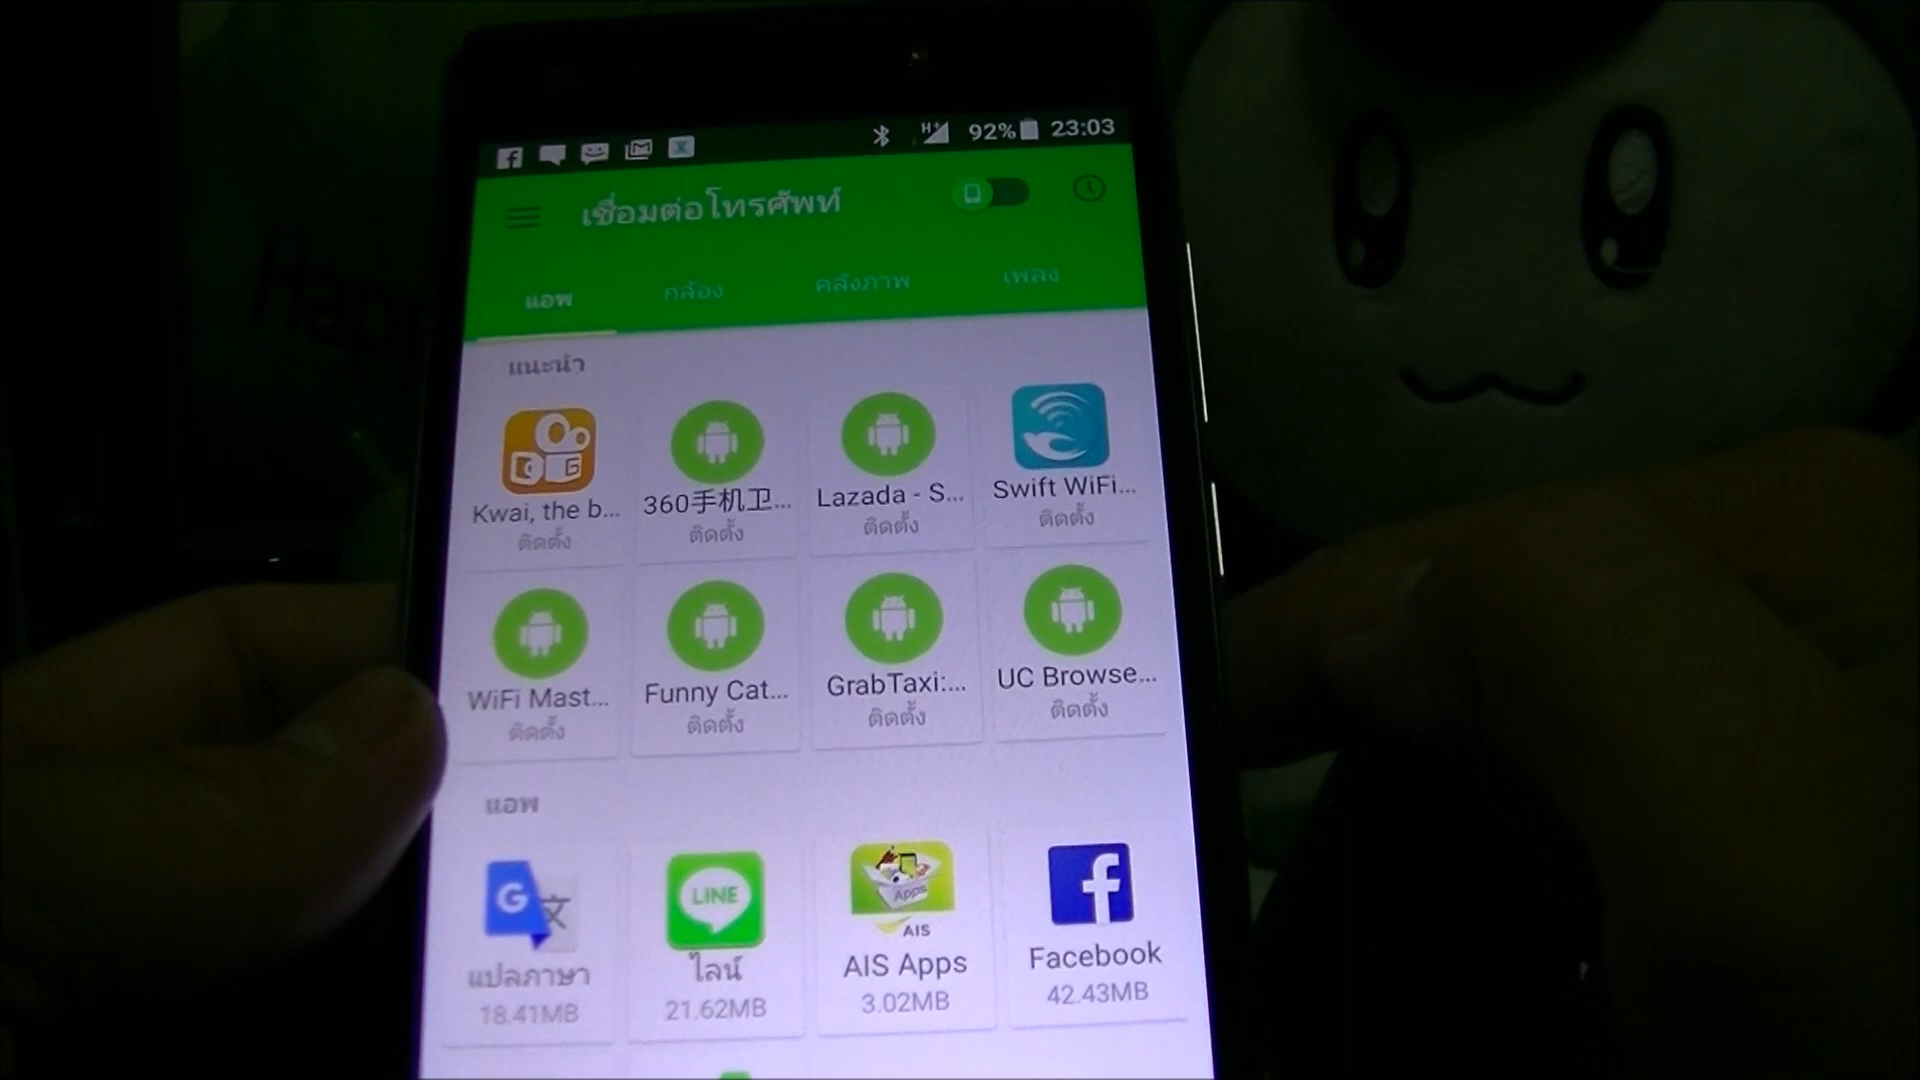 92% 23:03
เชื่อมต่อโทรศัพท์
แอพ กล้อง คลังภาพ เพลง
แนะนำ
Kwai, the b... 360手机卫... Lazada - S... Swift WiFi...
ติดตั้ง ติดตั้ง ติดตั้ง ติดตั้ง
WiFi Mast... Funny Cat... GrabTaxi:... UC Browse...
ติดตั้ง ติดตั้ง ติดตั้ง ติดตั้ง
แอพ
LINE
Apps
AIS
แปลภาษา ไลน์ AIS Apps Facebook
18.41MB 21.62MB 3.02MB 42.43MB